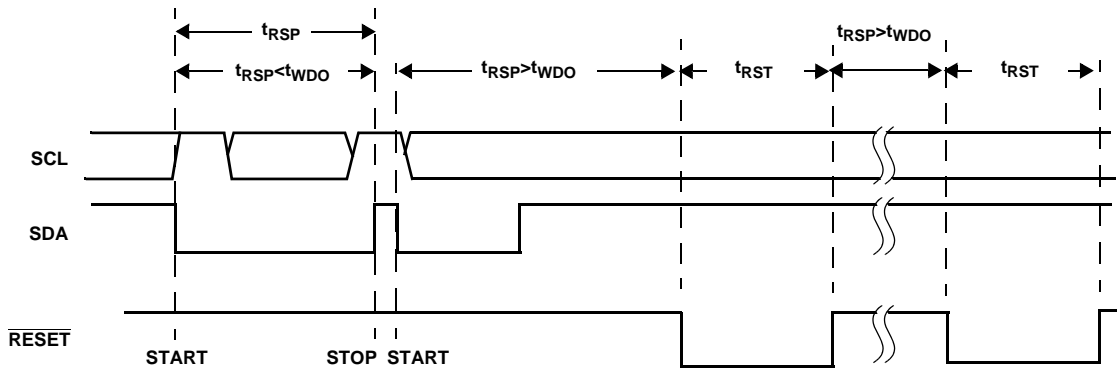 tRSP
tRSP>tWDO
tRSP<tWDO
tRSP>tWDO
tRST
tRST
SCL
SDA
RESET
START
STOP
START